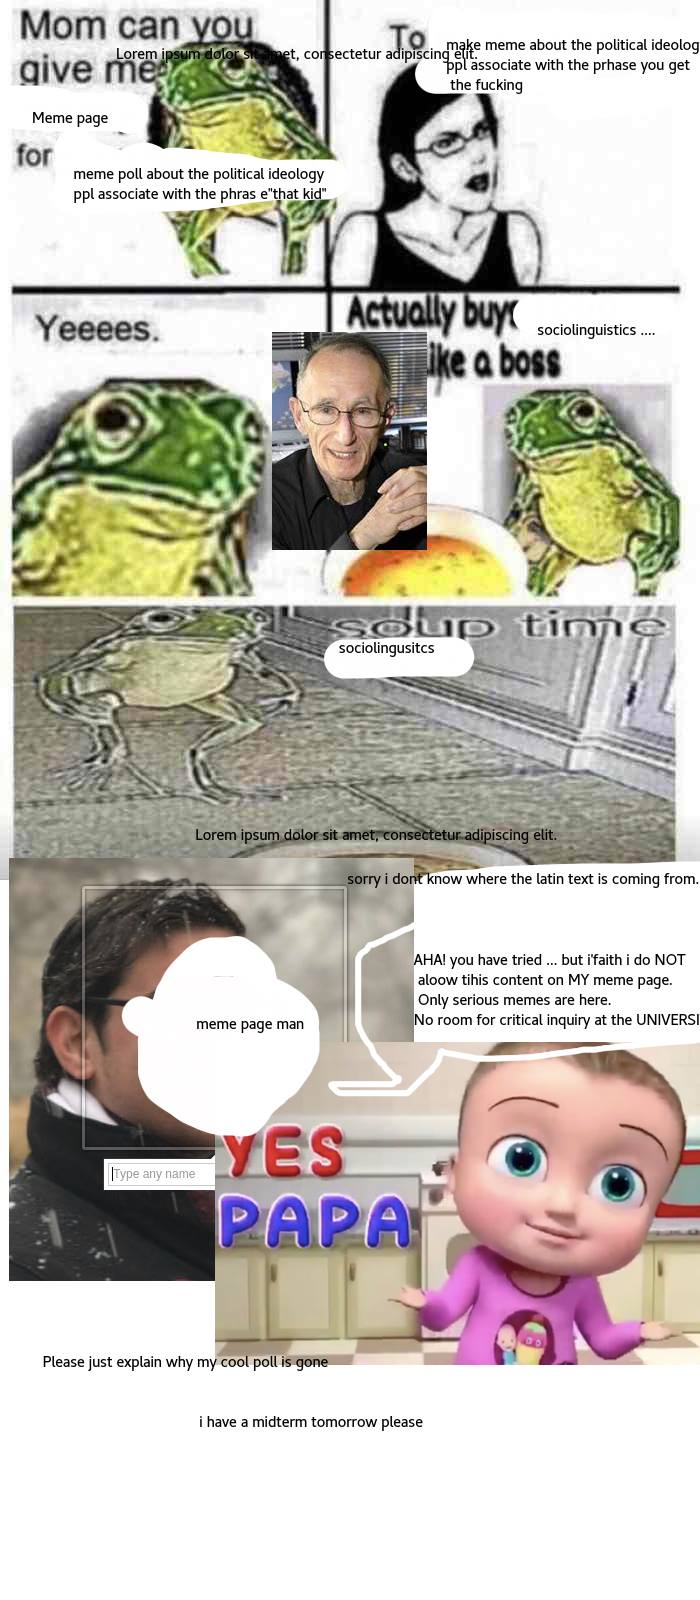 Mom can you
give me
Lorem ipsum dolor sit amet, consectetur adipiscing elit.
Meme page
for
meme poll about the political ideology
ppl associate with the phras e"that kid"
To
make meme about the political ideolog
ppl associate with the prhase you get
the fucking
Yeeees.
Actually buys
sociolinguistics ....
like a boss
soup time
sociolingusitcs
Lorem ipsum dolor sit amet, consectetur adipiscing elit.
sorry i dont know where the latin text is coming from.
AHA! you have tried ... but i'faith i do NOT
aloow tihis content on MY meme page.
Only serious memes are here.
No room for critical inquiry at the UNIVERSI
meme page man
Type any name
YES
PAPA
Please just explain why my cool poll is gone
i have a midterm tomorrow please